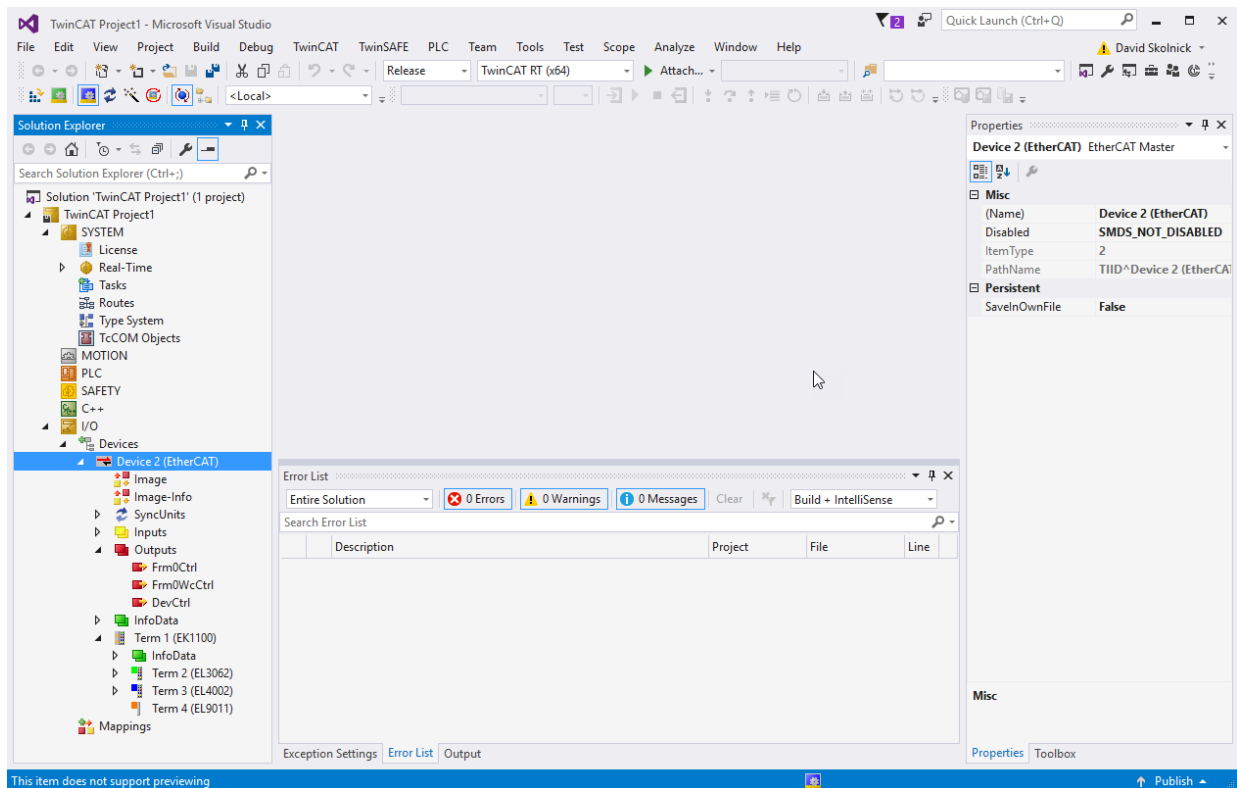 TwinCAT Project1 - Microsoft Visual Studio
2
Quick Launch (Ctrl+Q)
File Edit View Project Build Debug TwinCAT TwinSAFE PLC Team Tools Test Scope Analyze Window Help
David Skolnick
Release TwinCAT RT (x64) Attach...
<Local>
Solution Explorer
Search Solution Explorer (Ctrl+;)
Solution 'TwinCAT Project1' (1 project)
TwinCAT Project1
SYSTEM
License
Real-Time
Tasks
Routes
Type System
TcCOM Objects
MOTION
PLC
SAFETY
C++
I/O
Devices
Device 2 (EtherCAT)
Image
Image-Info
SyncUnits
Inputs
Outputs
Frm0Ctrl
Frm0WcCtrl
DevCtrl
InfoData
Term 1 (EK1100)
InfoData
Term 2 (EL3062)
Term 3 (EL4002)
Term 4 (EL9011)
Mappings
Error List
Entire Solution 0 Errors 0 Warnings 0 Messages Clear Build + IntelliSense
Search Error List
Description Project File Line
Exception Settings Error List Output
Properties
Device 2 (EtherCAT) EtherCAT Master
Misc
(Name) Device 2 (EtherCAT)
Disabled SMDS_NOT_DISABLED
ItemType 2
PathName TIID^Device 2 (EtherCA
Persistent
SaveInOwnFile False
Misc
Properties Toolbox
This item does not support previewing
Publish